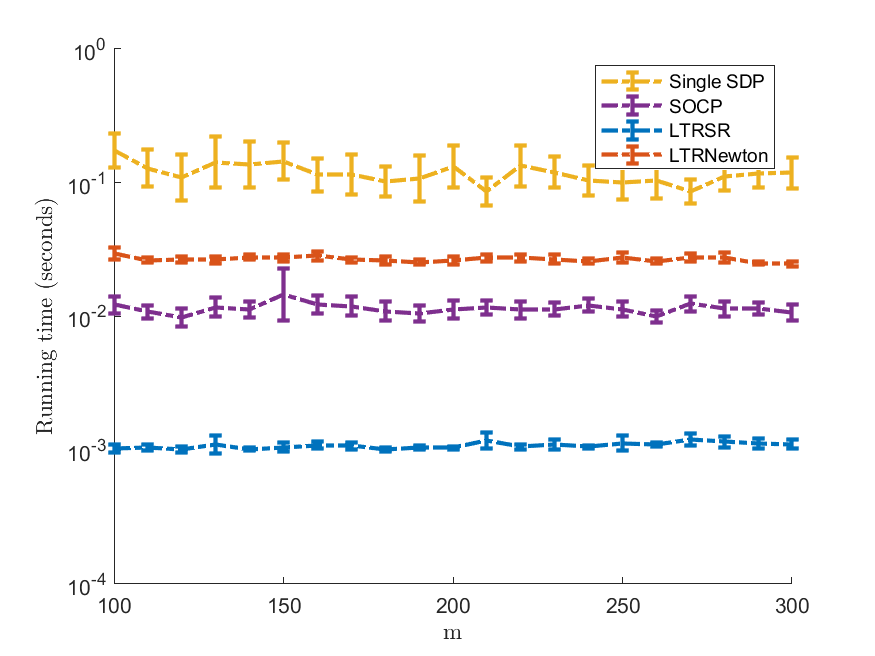 10^0
10^-1
10^-2
10^-3
10^-4
Running time (seconds)
100
150
200
250
300
m
Single SDP
SOCP
LTRSR
LTRNewton